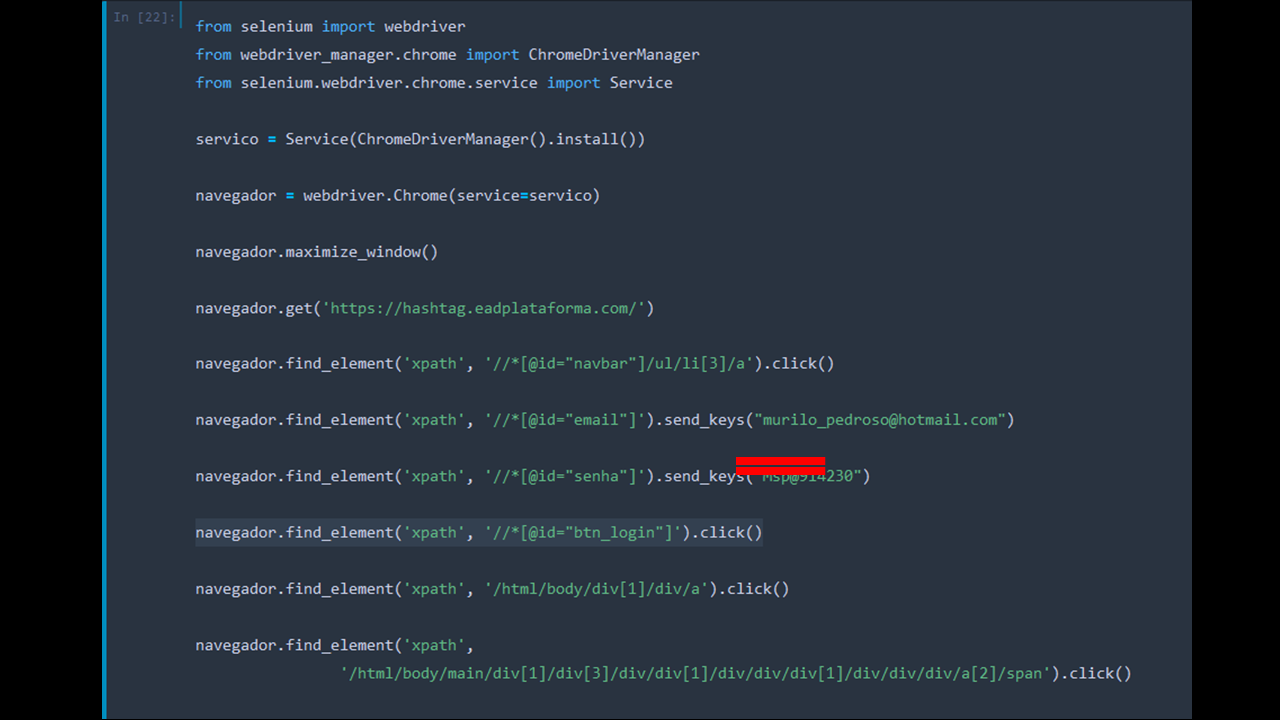 In [22]:
from selenium import webdriver
from webdriver_manager.chrome import ChromeDriverManager
from selenium.webdriver.chrome.service import Service
servico = Service(ChromeDriverManager().install())
navegador = webdriver.Chrome(service=servico)
navegador.maximize_window()
navegador.get('https://hashtag.eadplataforma.com/')
navegador.find_element('xpath', '//*[@id="navbar"]/ul/li[3]/a').click()
navegador.find_element('xpath', '//*[@id="email"]').send_keys("murilo_pedroso@hotmail.com")
navegador.find_element('xpath', '//*[@id="senha"]').send_keys("")
navegador.find_element('xpath', '//*[@id="btn_login"]').click()
navegador.find_element('xpath', '/html/body/div[1]/div/a').click()
navegador.find_element('xpath',
'/html/body/main/div[1]/div[3]/div/div[1]/div/div/div[1]/div/div/div/a[2]/span').click()